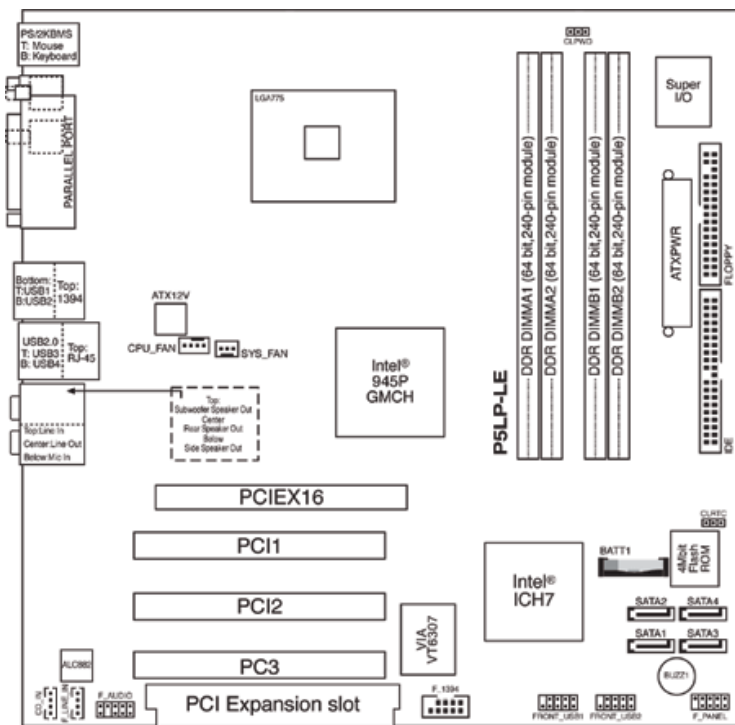 PS/2KBMS
T: Mouse
B: Keyboard
PARALLEL PORT
Bottom:
T:USB1
B:USB2
Top:
1394
USB2.0
T: USB3
B: USB4
Top:
RJ-45
Top:Line In
Center:Line Out
Below:Mic In
LGA775
ATX12V
CPU_FAN
SYS_FAN
Top:
Subwoofer Speaker Out
Center
Below
Side Speaker Out
Intel®
945P
GMCH
P5LP-LE
CLPWD
DDR DIMMA1 (64 bit,240-pin module)
DDR DIMMA2 (64 bit,240-pin module)
DDR DIMMB1 (64 bit,240-pin module)
DDR DIMMB2 (64 bit,240-pin module)
Super
I/O
ATXPWR
FLOPPY
IDE
PCIEX16
PCI1
PCI2
PC3
PCI Expansion slot
VIA
VT6307
Intel®
ICH7
BATT1
CLRTC
4Mbit
Flash
ROM
SATA2
SATA4
SATA1
SATA3
BUZZ1
ALC882
CD_IN
F_LINE_IN
F_AUDIO
F_1394
FRONT_USB1
FRONT_USB2
F_PANEL